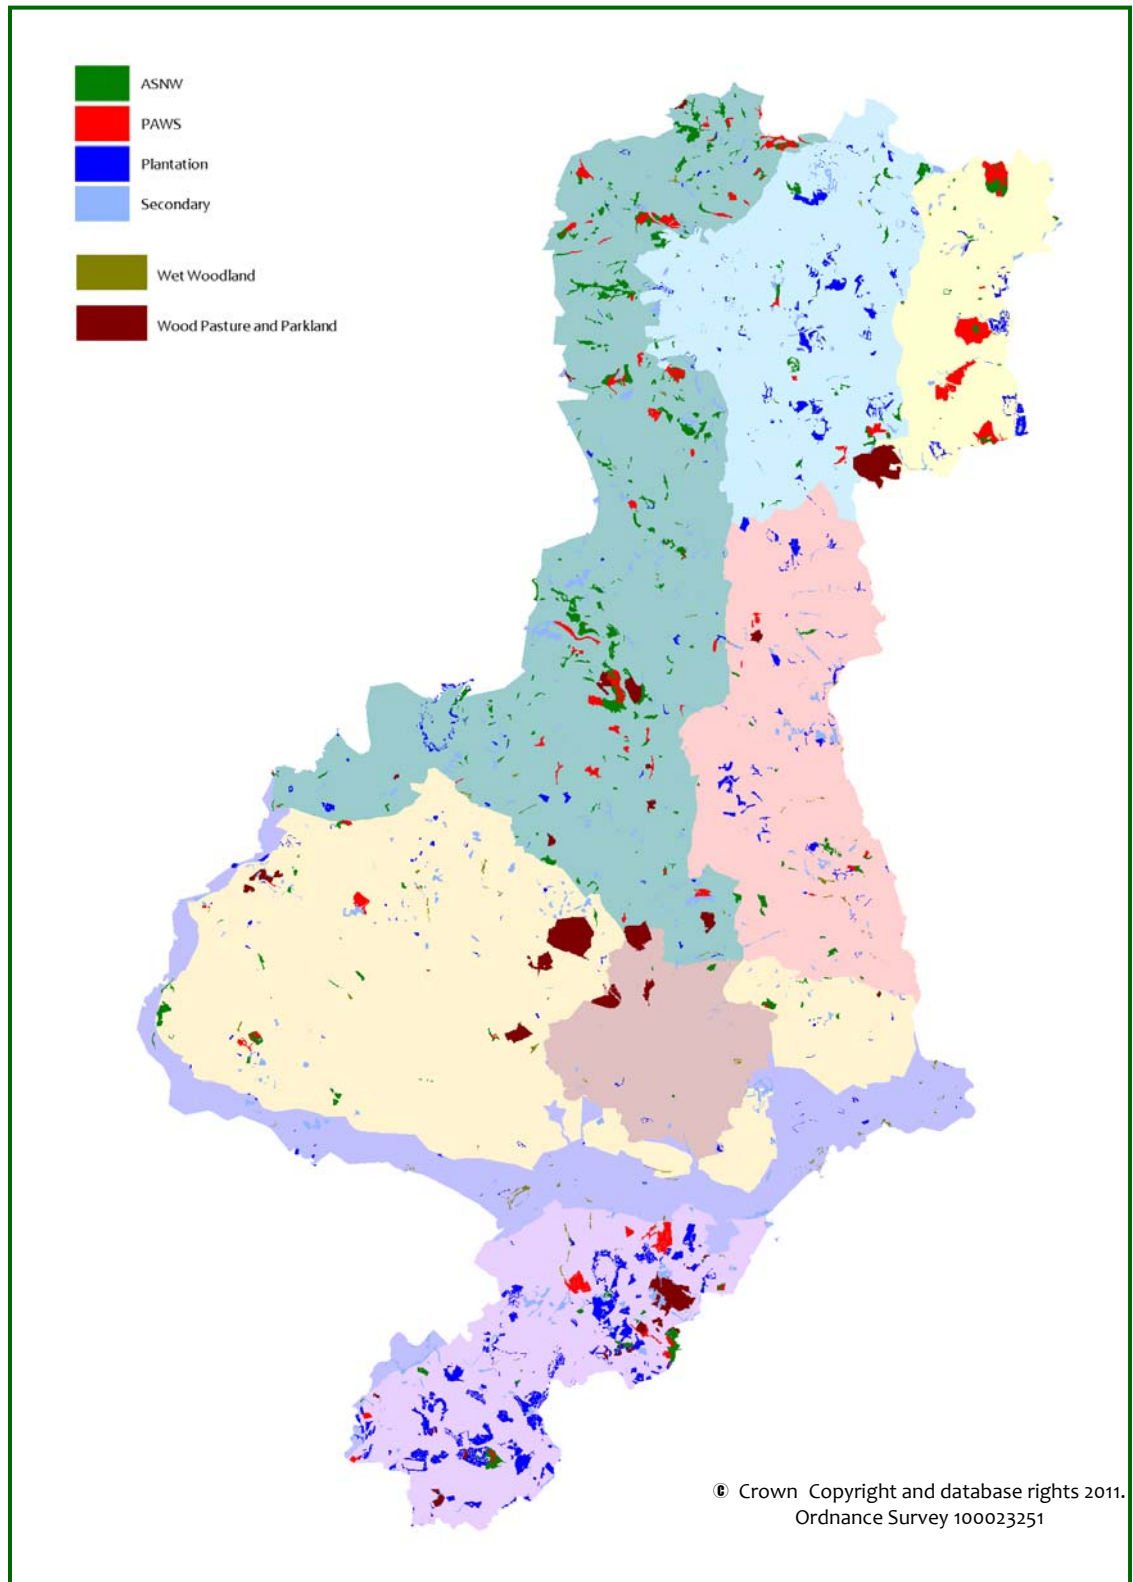 ASNW
PAWS
Plantation
Secondary
Wet Woodland
Wood Pasture and Parkland
© Crown Copyright and database rights 2011.
Ordnance Survey 100023251